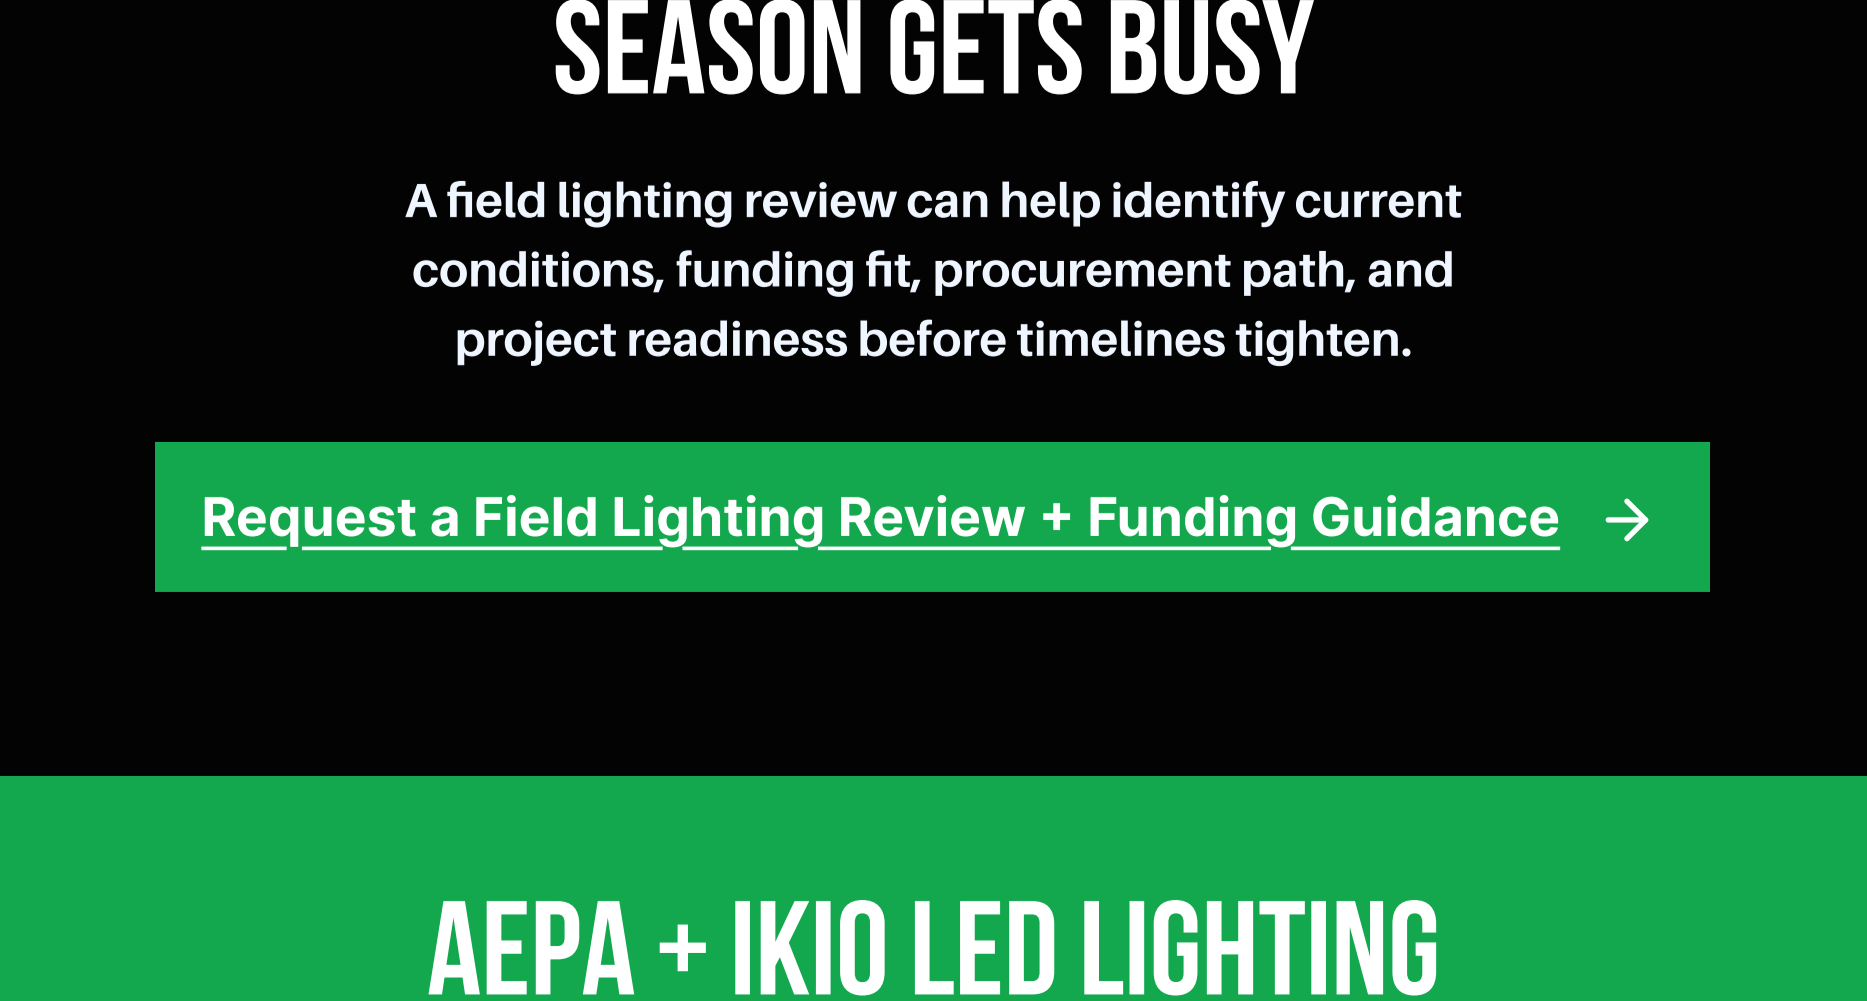 SEASON GETS BUSY
A field lighting review can help identify current
conditions, funding fit, procurement path, and
project readiness before timelines tighten.
Request a Field Lighting Review + Funding Guidance →
AEPA + IKIO LED LIGHTING